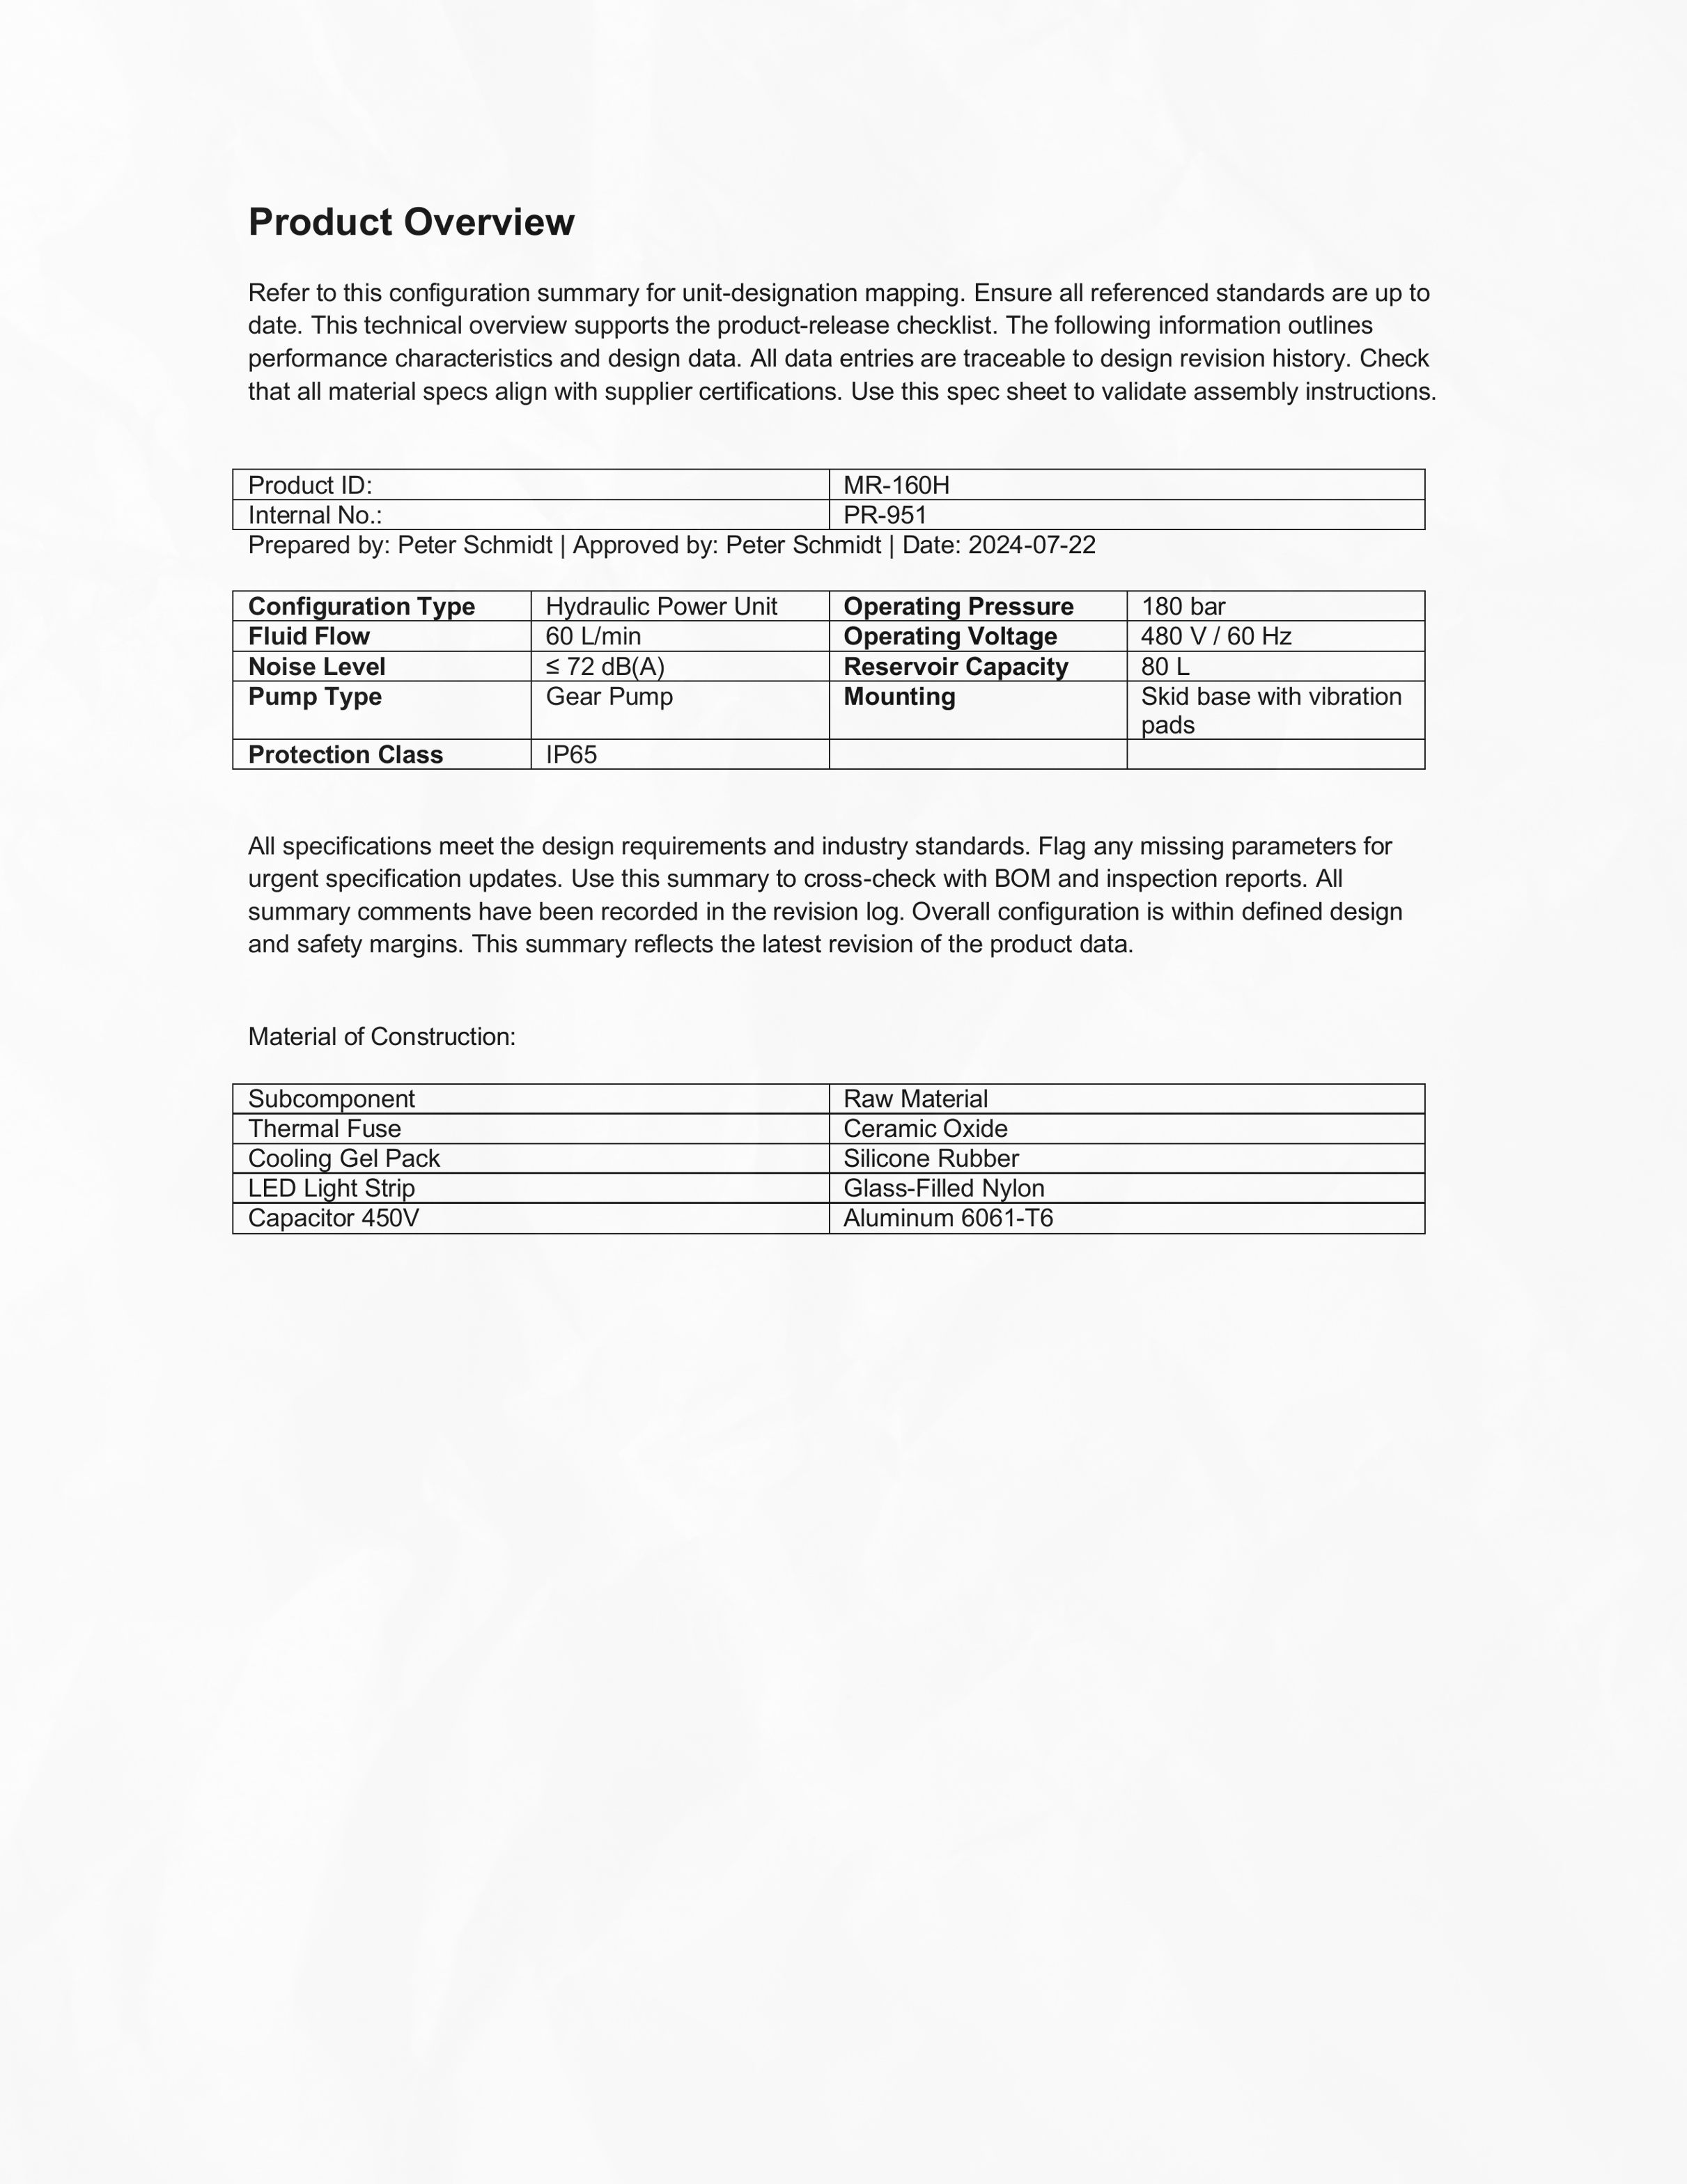 Product Overview
Refer to this configuration summary for unit-designation mapping. Ensure all referenced standards are up to
date. This technical overview supports the product-release checklist. The following information outlines
performance characteristics and design data. All data entries are traceable to design revision history. Check
that all material specs align with supplier certifications. Use this spec sheet to validate assembly instructions.
Product ID: MR-160H
Internal No.: PR-951
Prepared by: Peter Schmidt | Approved by: Peter Schmidt | Date: 2024-07-22
Configuration Type Hydraulic Power Unit Operating Pressure 180 bar
Fluid Flow 60 L/min Operating Voltage 480 V / 60 Hz
Noise Level ≤ 72 dB(A) Reservoir Capacity 80 L
Pump Type Gear Pump Mounting Skid base with vibration
pads
Protection Class IP65
All specifications meet the design requirements and industry standards. Flag any missing parameters for
urgent specification updates. Use this summary to cross-check with BOM and inspection reports. All
summary comments have been recorded in the revision log. Overall configuration is within defined design
and safety margins. This summary reflects the latest revision of the product data.
Material of Construction:
Subcomponent Raw Material
Thermal Fuse Ceramic Oxide
Cooling Gel Pack Silicone Rubber
LED Light Strip Glass-Filled Nylon
Capacitor 450V Aluminum 6061-T6